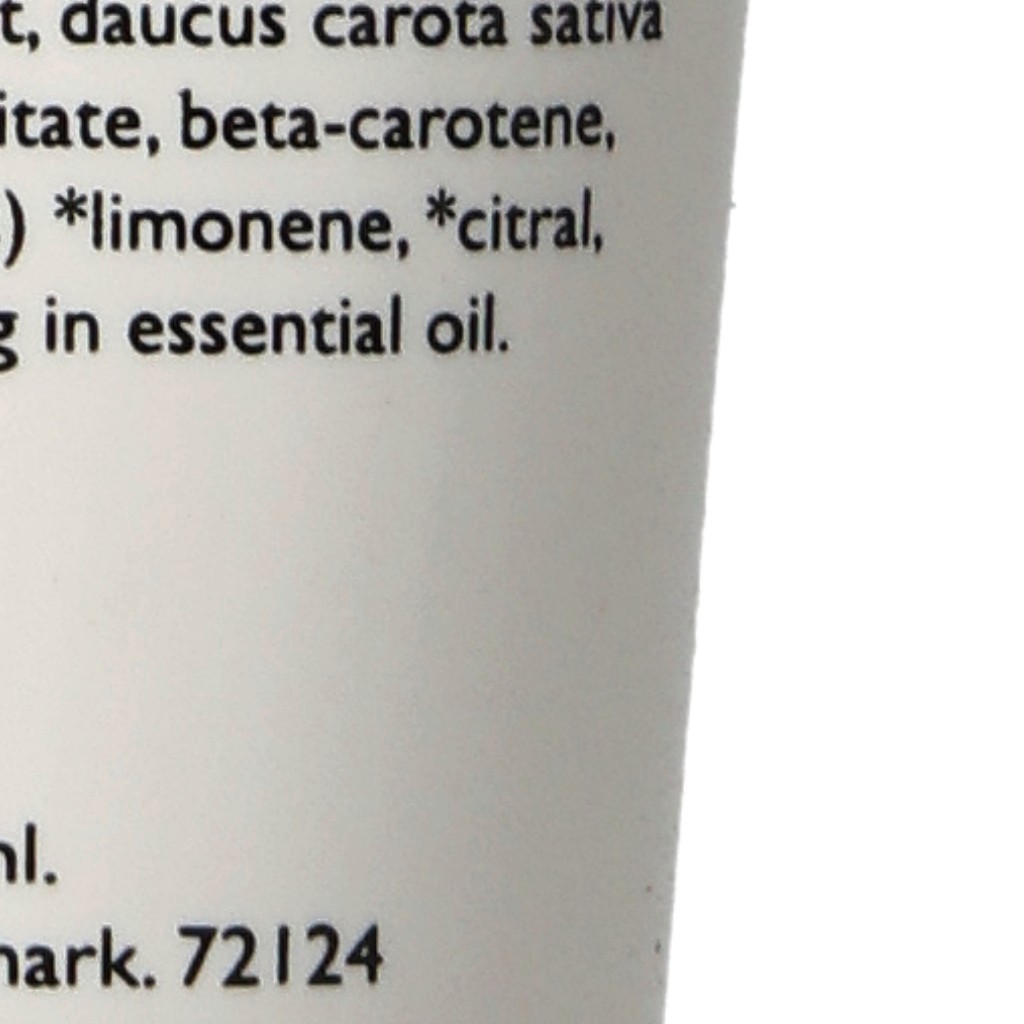 t, daucus carota sativa
itate, beta-carotene,
) *limonene, *citral,
g in essential oil.
nl.
nark. 72124